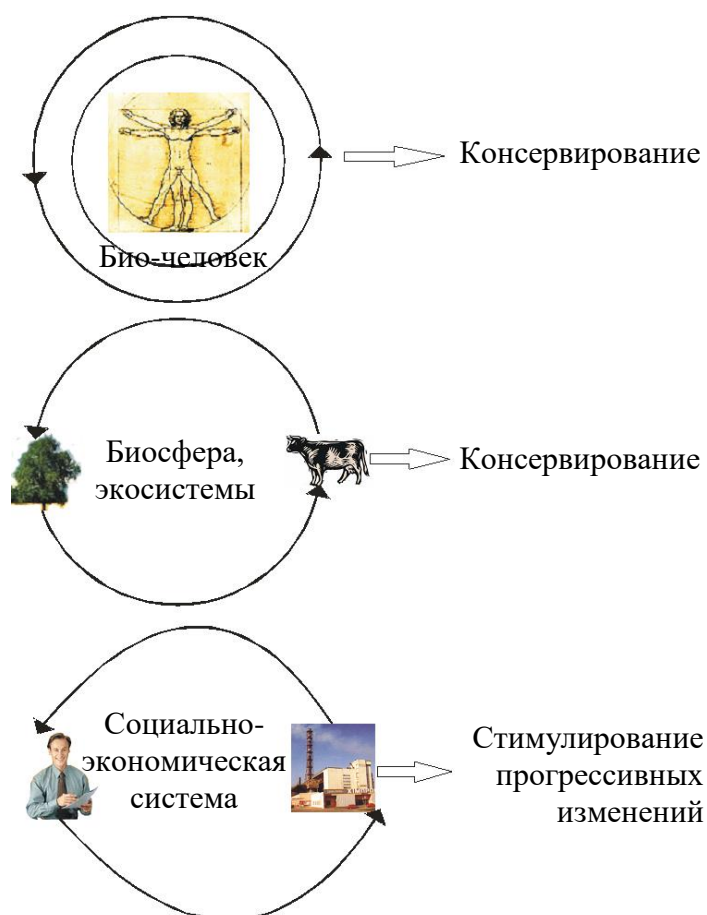 Био-человек
Консервирование
Биосфера,
экосистемы
Консервирование
Социально-
экономическая
система
Стимулирование
прогрессивных
изменений